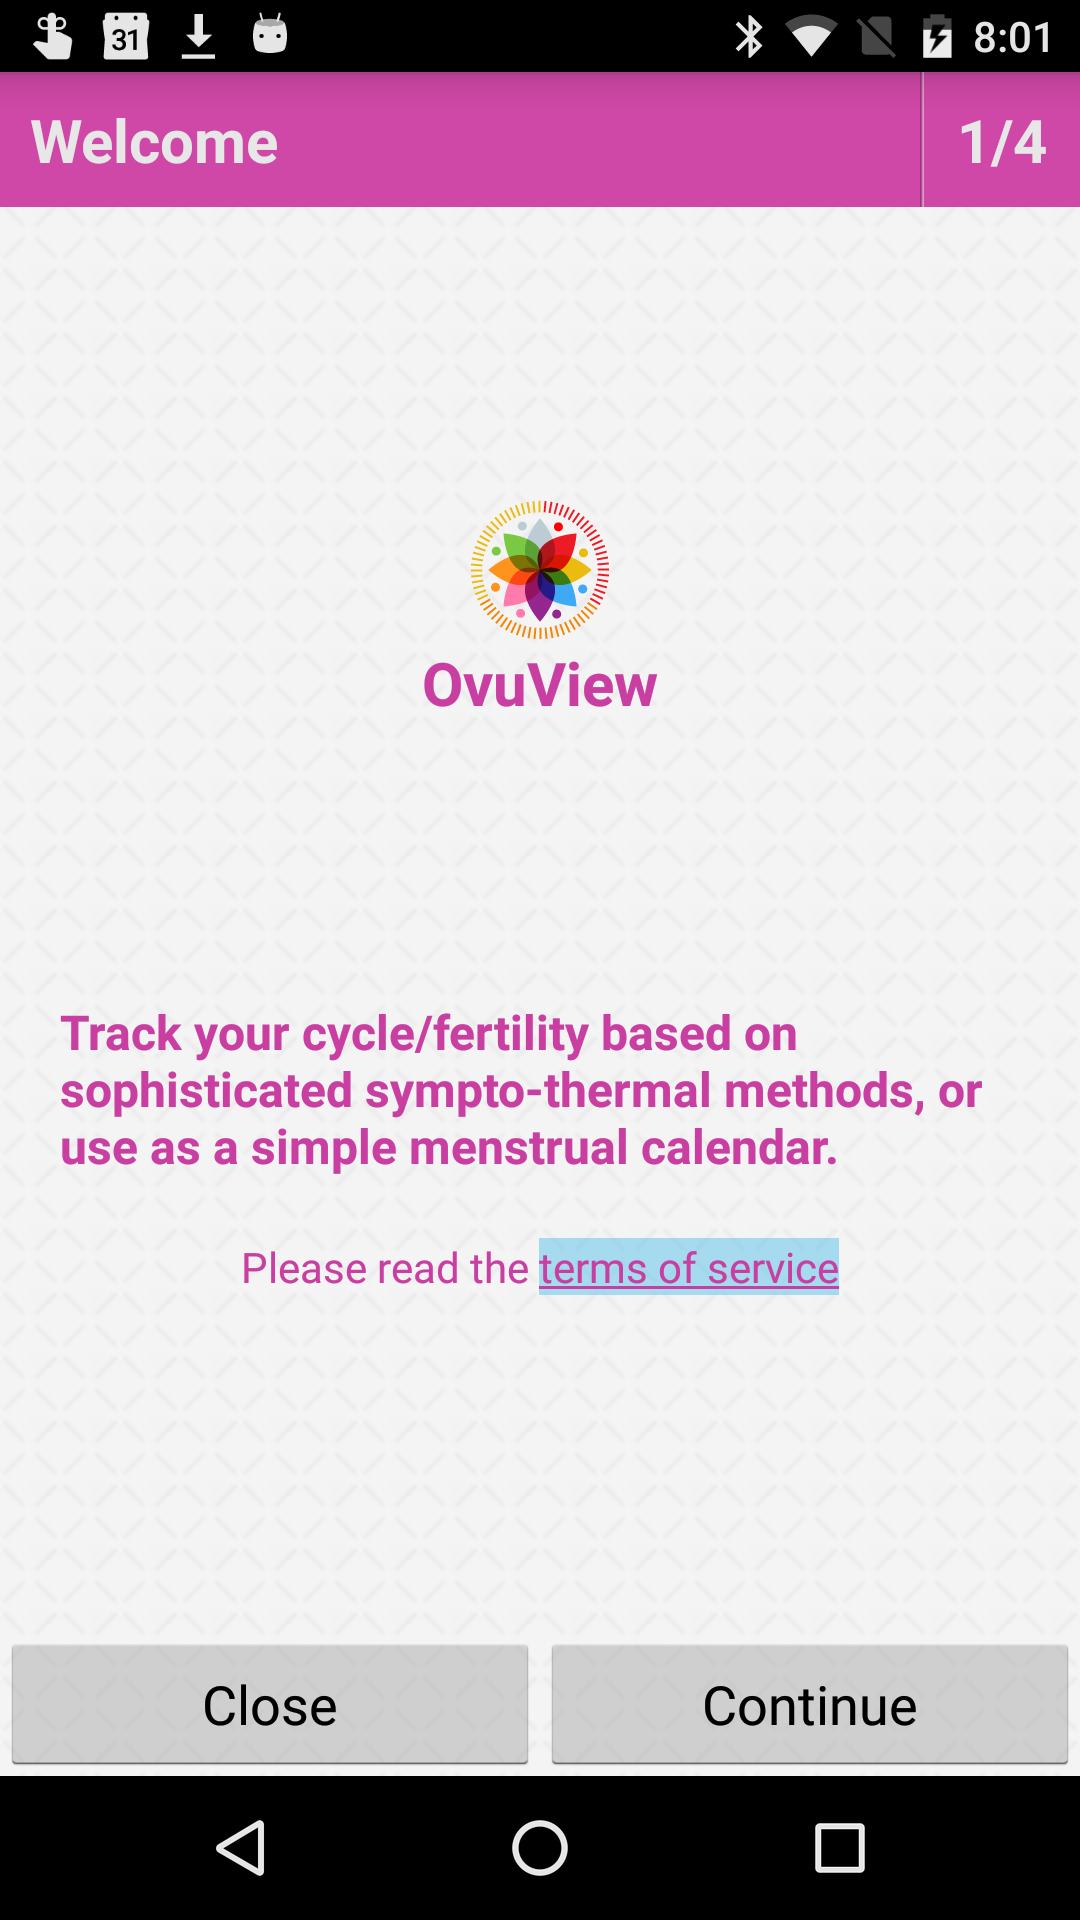 31
8:01
Welcome
1/4
OvuView
Track your cycle/fertility based on
sophisticated sympto-thermal methods, or
use as a simple menstrual calendar.
Please read the terms of service
Close
Continue